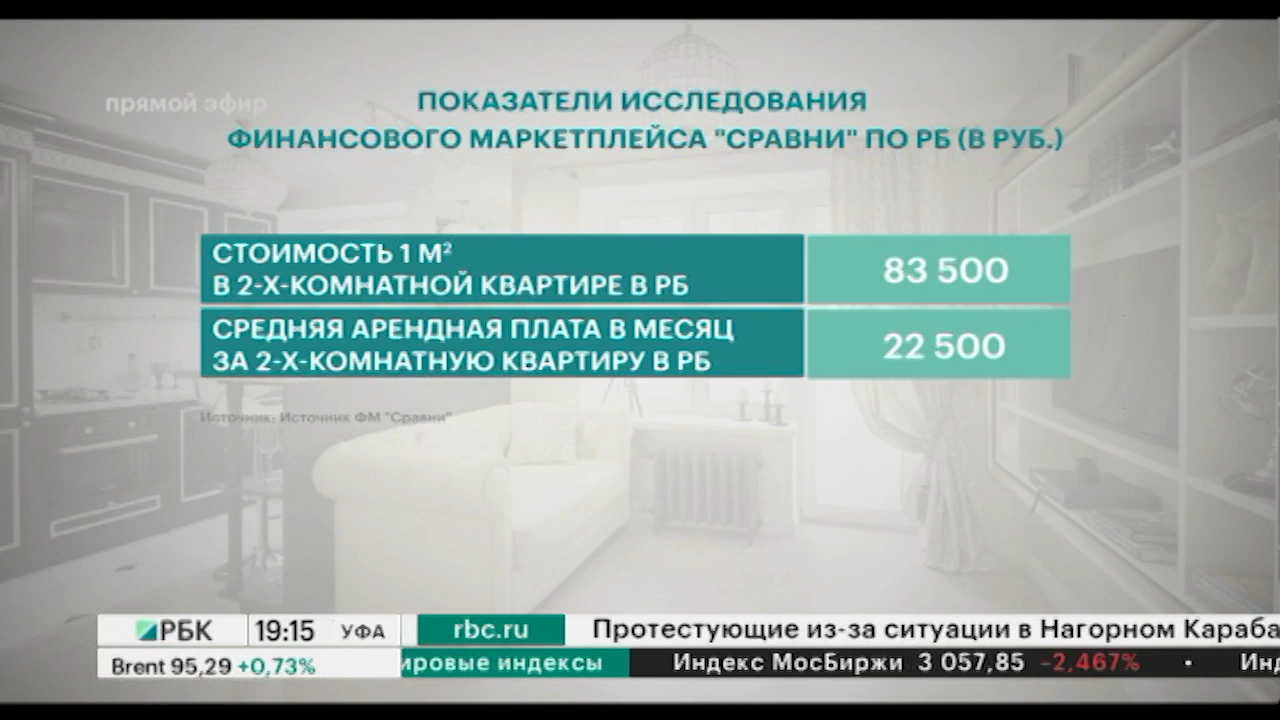 прямой эфир
ПОКАЗАТЕЛИ ИССЛЕДОВАНИЯ
ФИНАНСОВОГО МАРКЕТПЛЕЙСА "СРАВНИ" ПО РБ (В РУБ.)
СТОИМОСТЬ 1 М²
В 2-Х-КОМНАТНОЙ КВАРТИРЕ В РБ
83 500
СРЕДНЯЯ АРЕНДНАЯ ПЛАТА В МЕСЯЦ
ЗА 2-Х-КОМНАТНУЮ КВАРТИРУ В РБ
22 500
Источник: Источник ФМ "Сравни"
РБК 19:15 УФА rbc.ru Протестующие из-за ситуации в Нагорном Караба
Brent 95,29 +0,73% ировые индексы Индекс МосБиржи 3 057,85 -2,467% • Инд